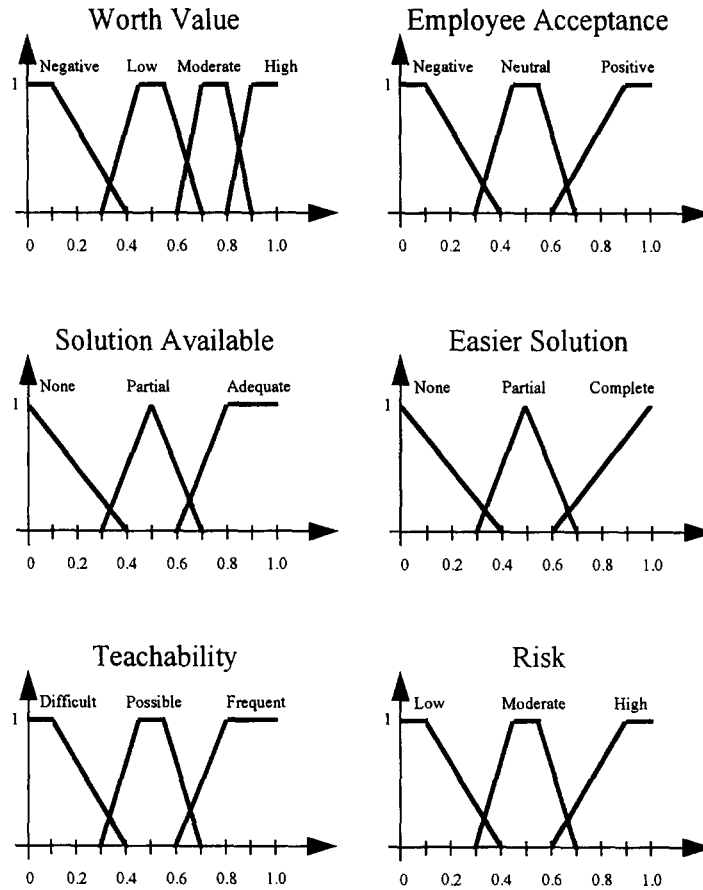 Worth Value
Negative Low Moderate High
1
0 0.2 0.4 0.6 0.8 1.0
Employee Acceptance
Negative Neutral Positive
1
0 0.2 0.4 0.6 0.8 1.0
Solution Available
None Partial Adequate
1
0 0.2 0.4 0.6 0.8 1.0
Easier Solution
None Partial Complete
1
0 0.2 0.4 0.6 0.8 1.0
Teachability
Difficult Possible Frequent
1
0 0.2 0.4 0.6 0.8 1.0
Risk
Low Moderate High
1
0 0.2 0.4 0.6 0.8 1.0